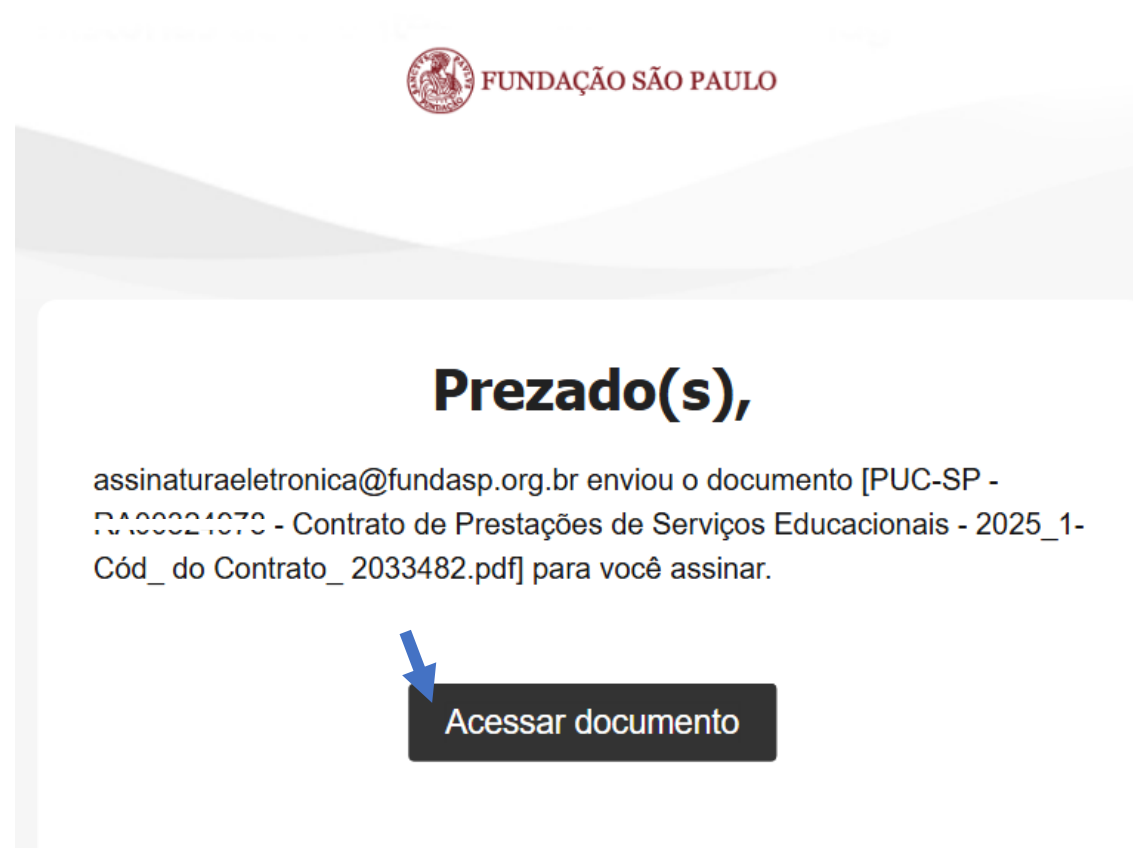 FUNDAÇÃO SÃO PAULO
Prezado(s),
assinaturaeletronica@fundasp.org.br enviou o documento [PUC-SP -
- Contrato de Prestações de Serviços Educacionais - 2025_1-
Cód_ do Contrato_ 2033482.pdf] para você assinar.
Acessar documento